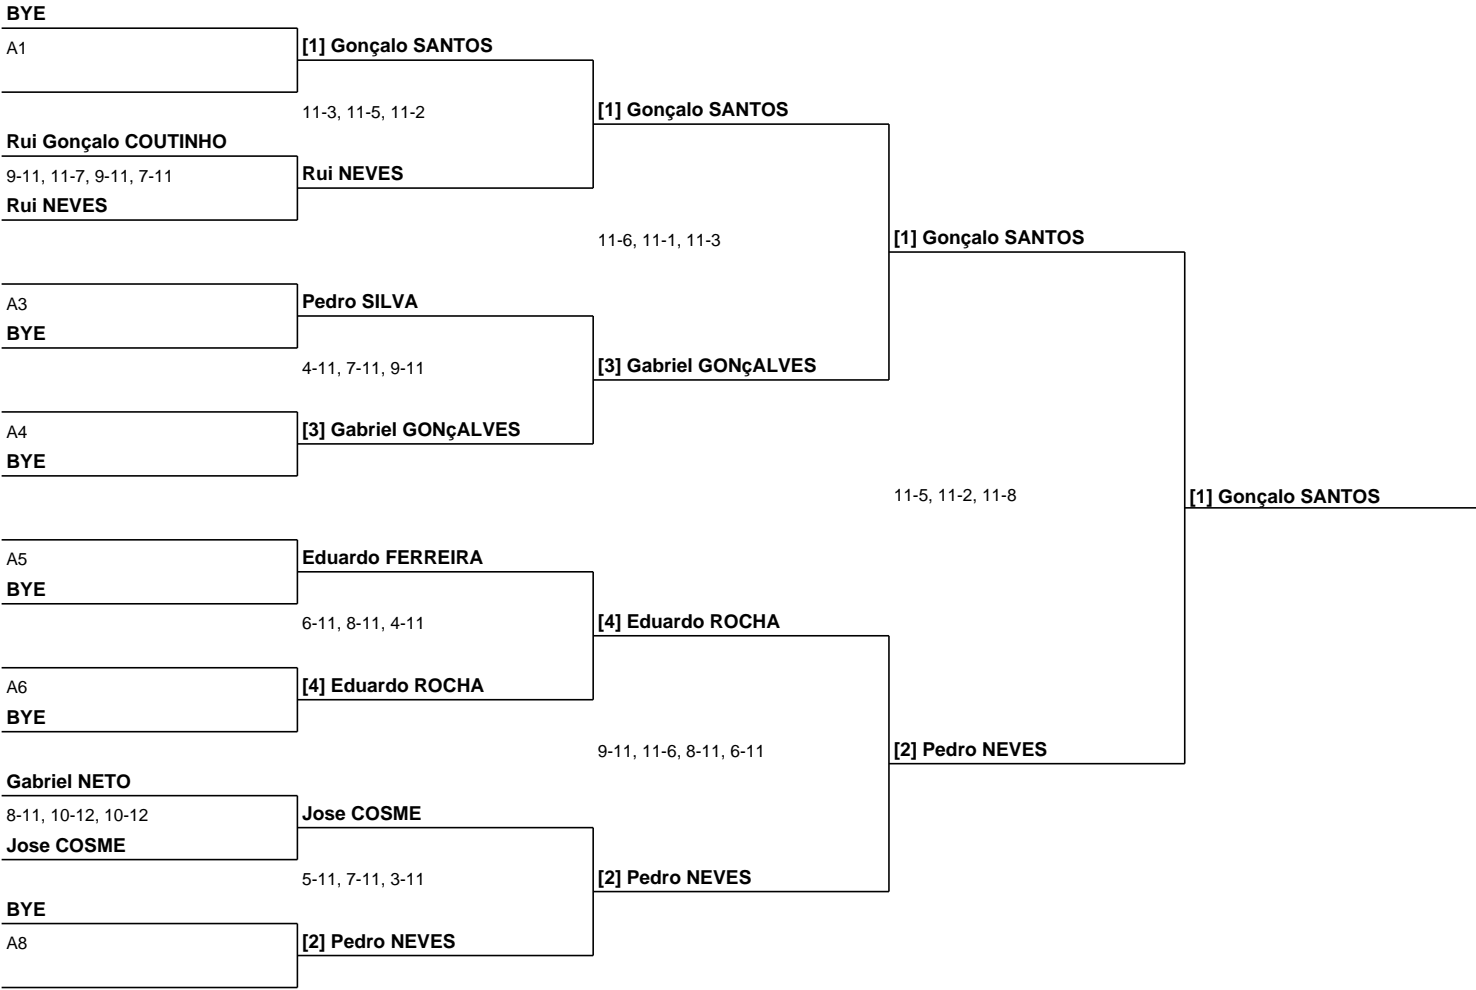 BYE
A1
[1] Gonçalo SANTOS
11-3, 11-5, 11-2
[1] Gonçalo SANTOS
Rui Gonçalo COUTINHO
9-11, 11-7, 9-11, 7-11
Rui NEVES
Rui NEVES
11-6, 11-1, 11-3
[1] Gonçalo SANTOS
A3
Pedro SILVA
BYE
4-11, 7-11, 9-11
[3] Gabriel GONçALVES
A4
[3] Gabriel GONçALVES
BYE
11-5, 11-2, 11-8
[1] Gonçalo SANTOS
A5
Eduardo FERREIRA
BYE
6-11, 8-11, 4-11
[4] Eduardo ROCHA
A6
[4] Eduardo ROCHA
BYE
9-11, 11-6, 8-11, 6-11
[2] Pedro NEVES
Gabriel NETO
8-11, 10-12, 10-12
Jose COSME
Jose COSME
5-11, 7-11, 3-11
[2] Pedro NEVES
BYE
A8
[2] Pedro NEVES